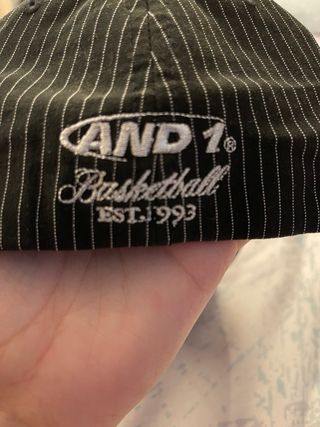 AND 1®
Basketball
EST. 1993